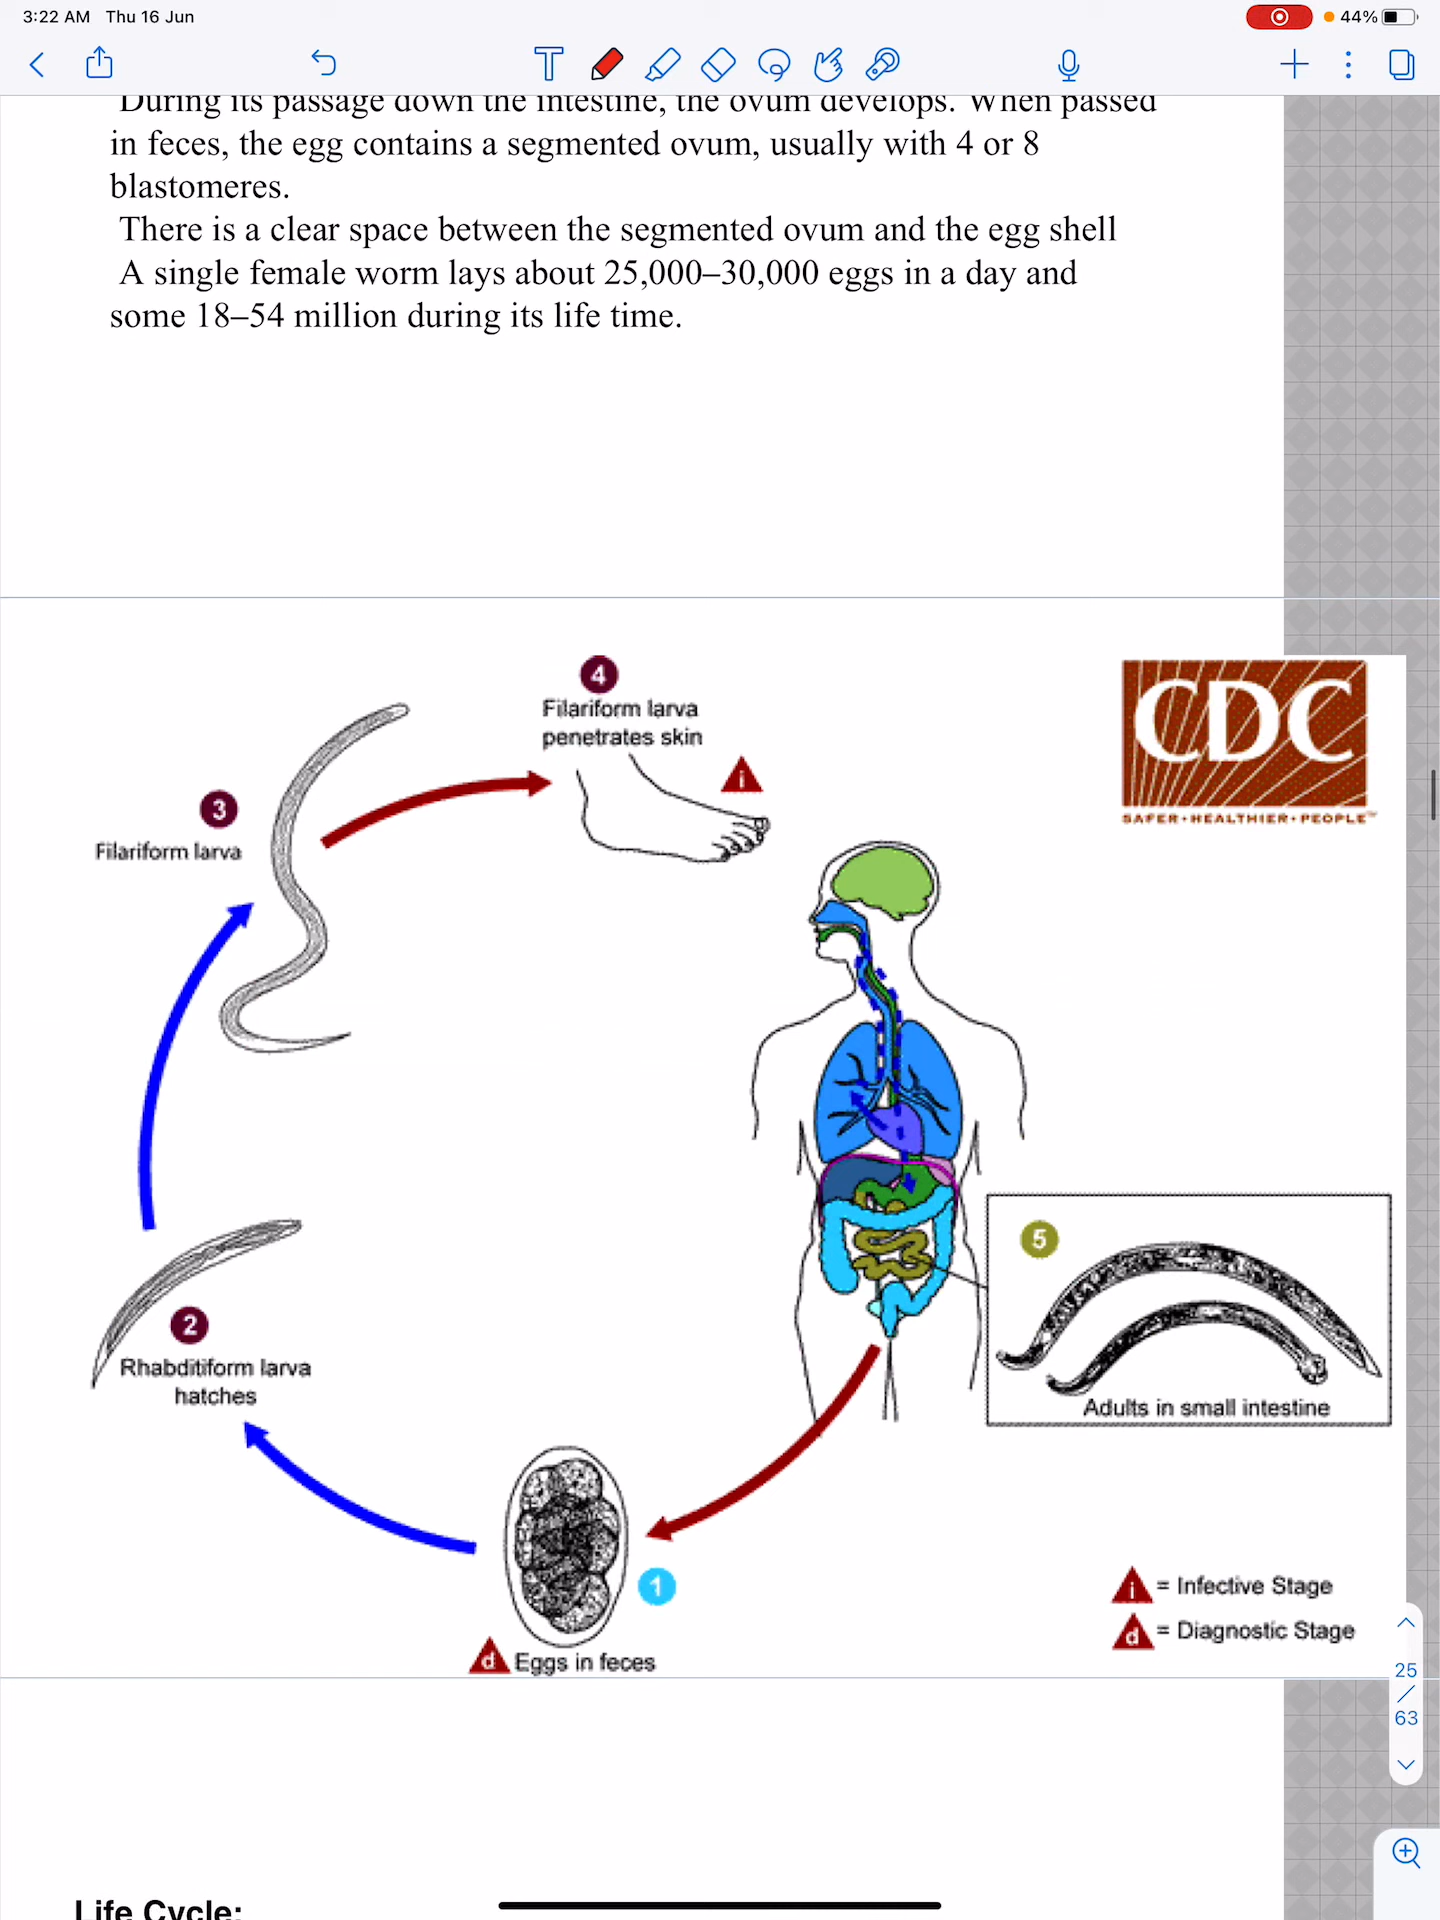 3:22 AM Thu 16 Jun
44%
T
During its passage down the intestine, the ovum develops. When passed
in feces, the egg contains a segmented ovum, usually with 4 or 8
blastomeres.
There is a clear space between the segmented ovum and the egg shell
A single female worm lays about 25,000–30,000 eggs in a day and
some 18–54 million during its life time.
4
Filariform larva
penetrates skin
i
CDC
SAFER•HEALTHIER•PEOPLE™
3
Filariform larva
5
Adults in small intestine
2
Rhabditiform larva
hatches
1
d Eggs in feces
i = Infective Stage
d = Diagnostic Stage
25
/
63
Life Cycle: